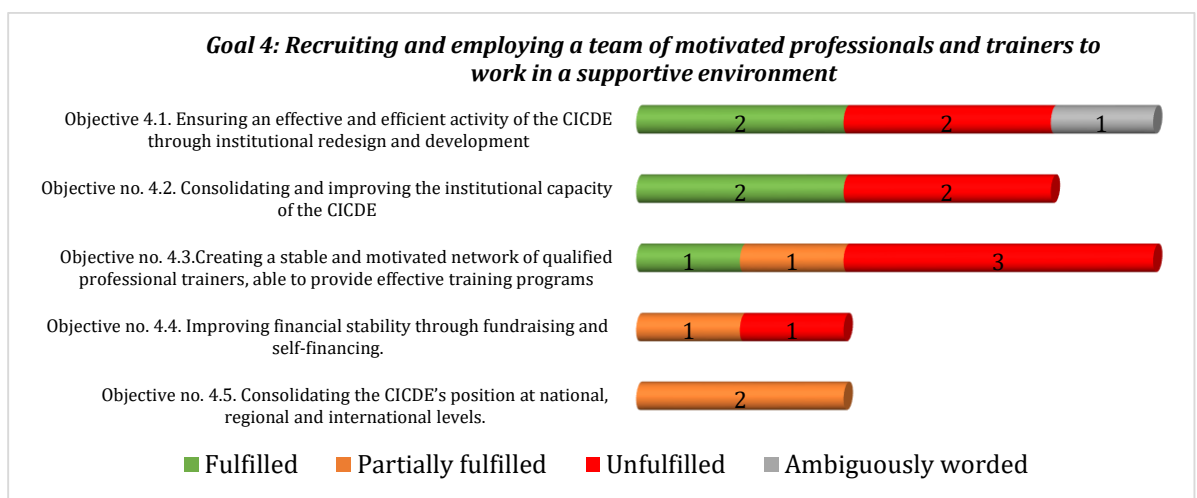 Goal 4: Recruiting and employing a team of motivated professionals and trainers to
work in a supportive environment
Objective 4.1. Ensuring an effective and efficient activity of the CICDE
through institutional redesign and development
2 2 1
Objective no. 4.2. Consolidating and improving the institutional capacity
of the CICDE
2 2
Objective no. 4.3.Creating a stable and motivated network of qualified
professional trainers, able to provide effective training programs
1 1 3
Objective no. 4.4. Improving financial stability through fundraising and
self-financing.
1 1
Objective no. 4.5. Consolidating the CICDE’s position at national,
regional and international levels.
2
Fulfilled Partially fulfilled Unfulfilled Ambiguously worded